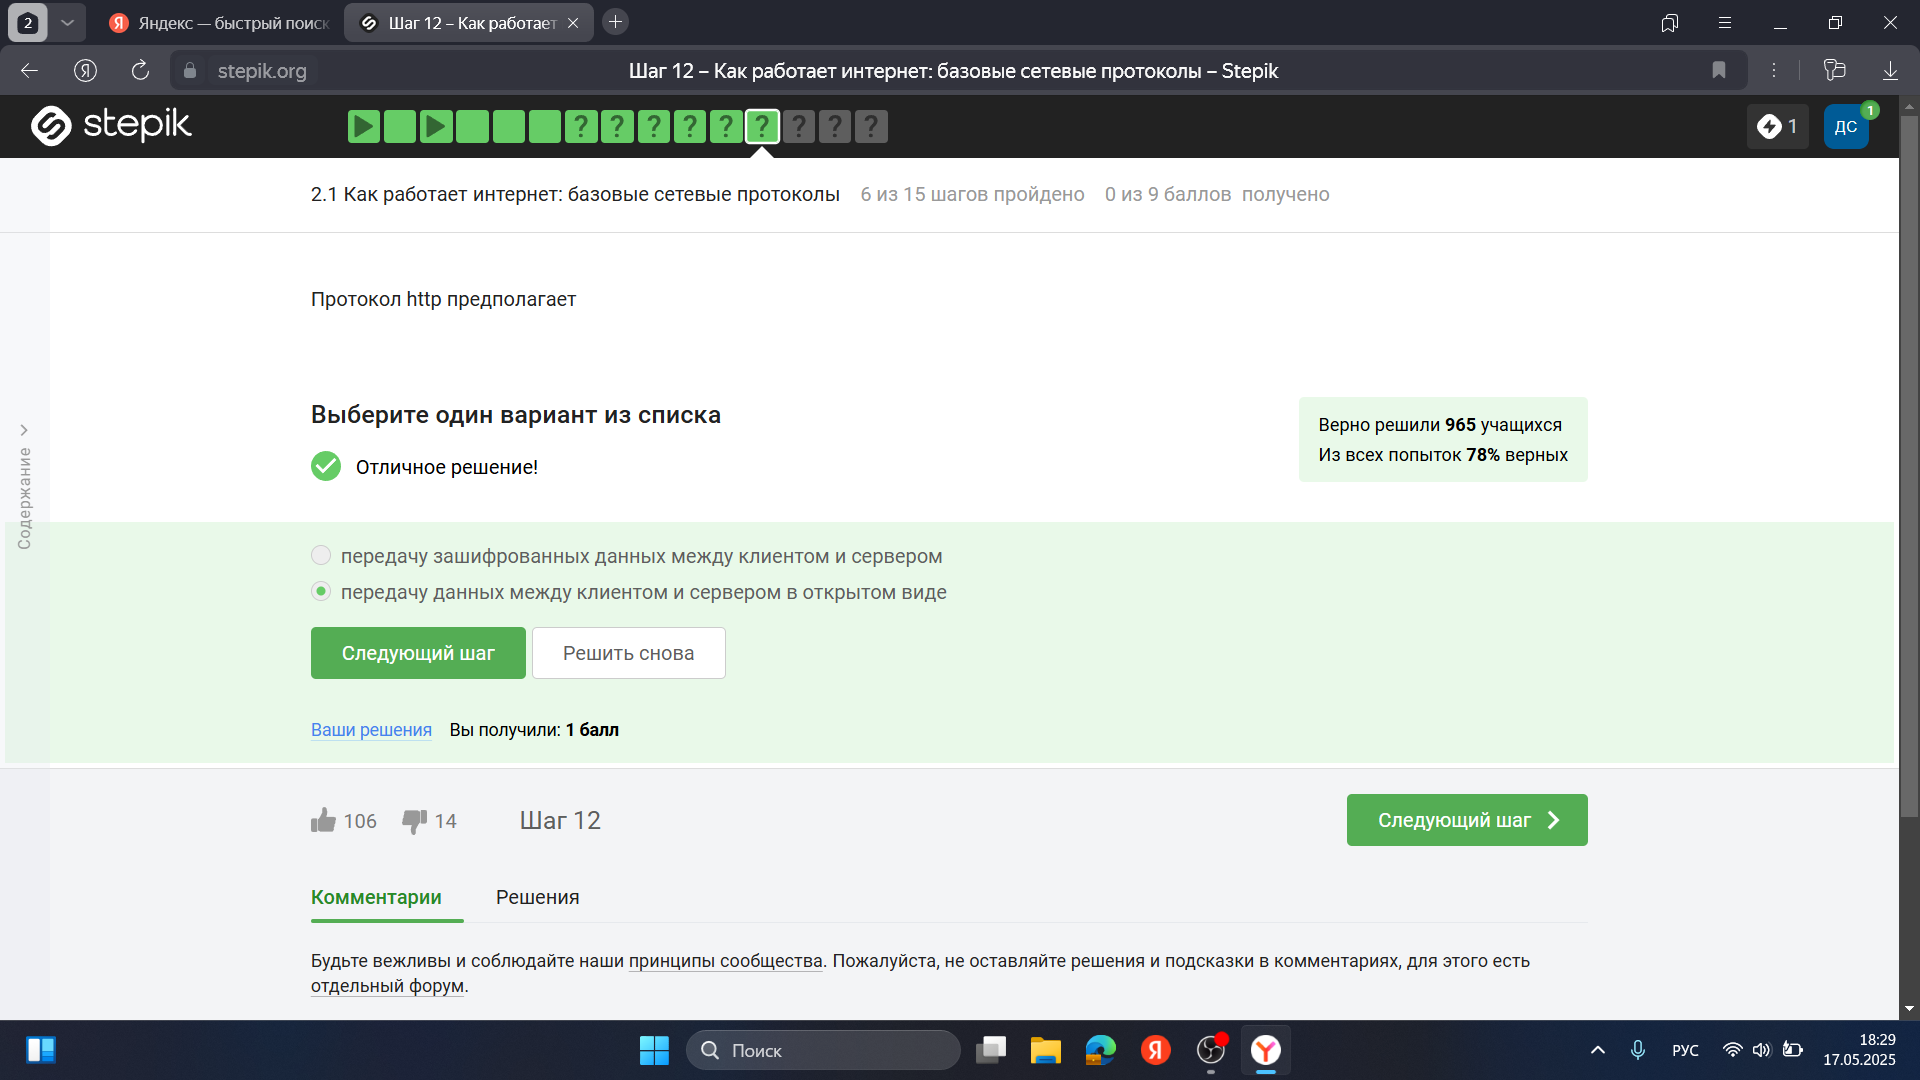 2
Яндекс — быстрый поиск
Шаг 12 – Как работает
stepik.org
Шаг 12 – Как работает интернет: базовые сетевые протоколы – Stepik
stepik
? ? ? ? ? ? ? ? ?
1
ДС
1
2.1 Как работает интернет: базовые сетевые протоколы 6 из 15 шагов пройдено 0 из 9 баллов получено
Содержание
Протокол http предполагает
Выберите один вариант из списка
Отличное решение!
Верно решили 965 учащихся
Из всех попыток 78% верных
передачу зашифрованных данных между клиентом и сервером
передачу данных между клиентом и сервером в открытом виде
Следующий шаг
Решить снова
Ваши решения Вы получили: 1 балл
106
14
Шаг 12
Следующий шаг
Комментарии
Решения
Будьте вежливы и соблюдайте наши принципы сообщества. Пожалуйста, не оставляйте решения и подсказки в комментариях, для этого есть
отдельный форум.
Поиск
РУС
18:29
17.05.2025